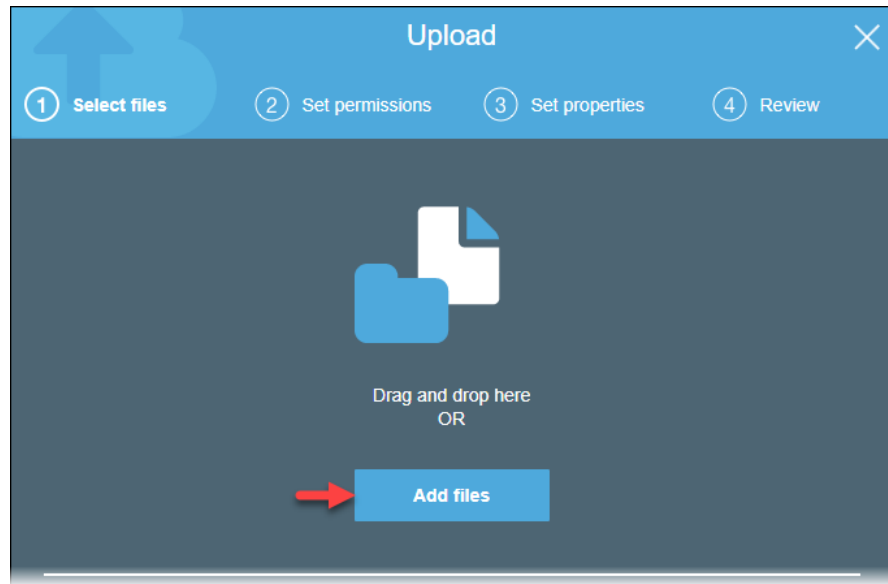 Upload
1 Select files
2 Set permissions
3 Set properties
4 Review
Drag and drop here
OR
Add files